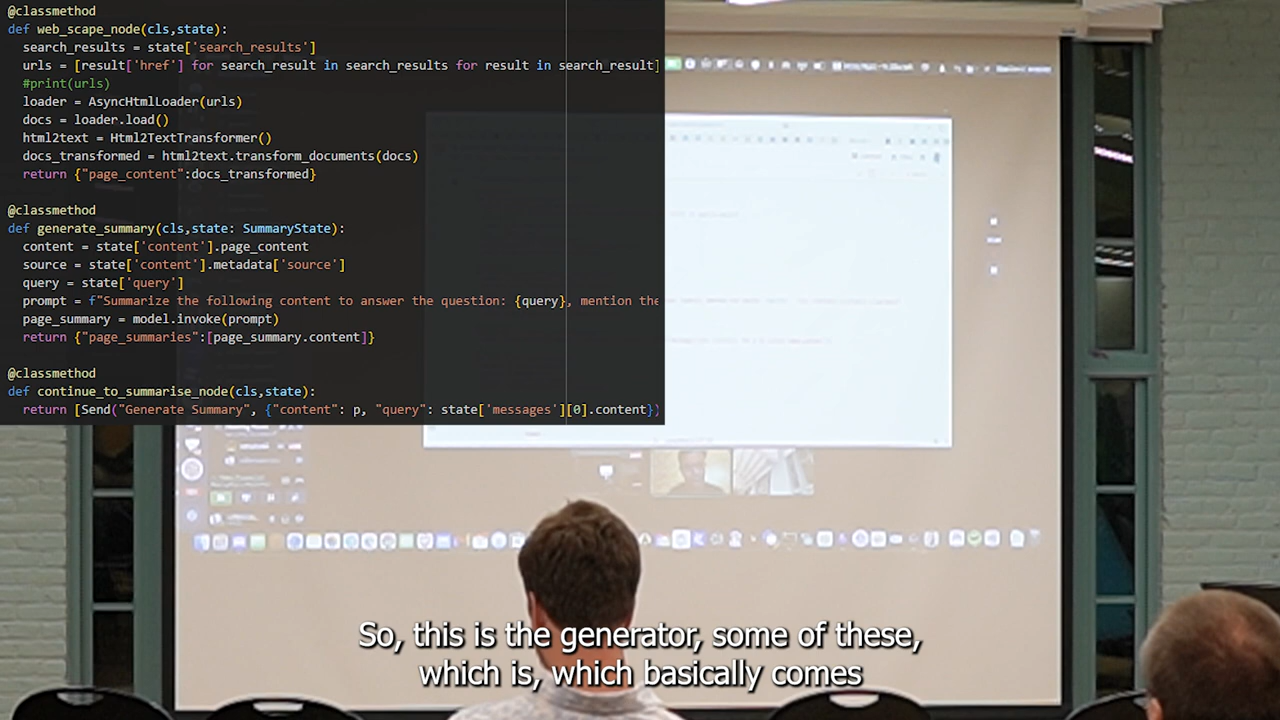 @classmethod
def web_scape_node(cls,state):
  search_results = state['search_results']
  urls = [result['href'] for search_result in search_results for result in search_result]
  #print(urls)
  loader = AsyncHtmlLoader(urls)
  docs = loader.load()
  html2text = Html2TextTransformer()
  docs_transformed = html2text.transform_documents(docs)
  return {"page_content":docs_transformed}
@classmethod
def generate_summary(cls,state: SummaryState):
  content = state['content'].page_content
  source = state['content'].metadata['source']
  query = state['query']
  prompt = f"Summarize the following content to answer the question: {query}, mention the
  page_summary = model.invoke(prompt)
  return {"page_summaries":[page_summary.content]}
@classmethod
def continue_to_summarise_node(cls,state):
  return [Send("Generate Summary", {"content": p, "query": state['messages'][0].content})
So, this is the generator, some of these,
which is, which basically comes